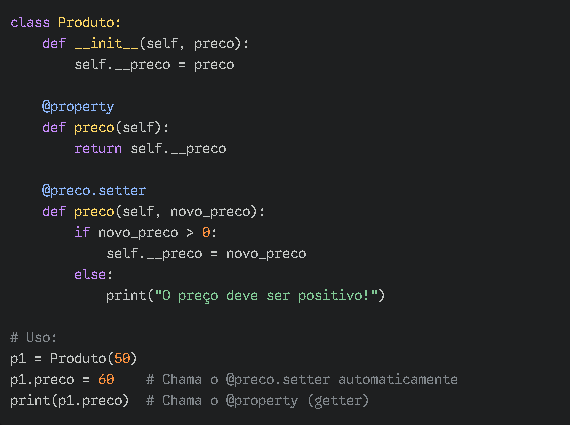 class Produto:
    def __init__(self, preco):
        self.__preco = preco

    @property
    def preco(self):
        return self.__preco

    @preco.setter
    def preco(self, novo_preco):
        if novo_preco > 0:
            self.__preco = novo_preco
        else:
            print("O preço deve ser positivo!")

# Uso:
p1 = Produto(50)
p1.preco = 60    # Chama o @preco.setter automaticamente
print(p1.preco)  # Chama o @property (getter)